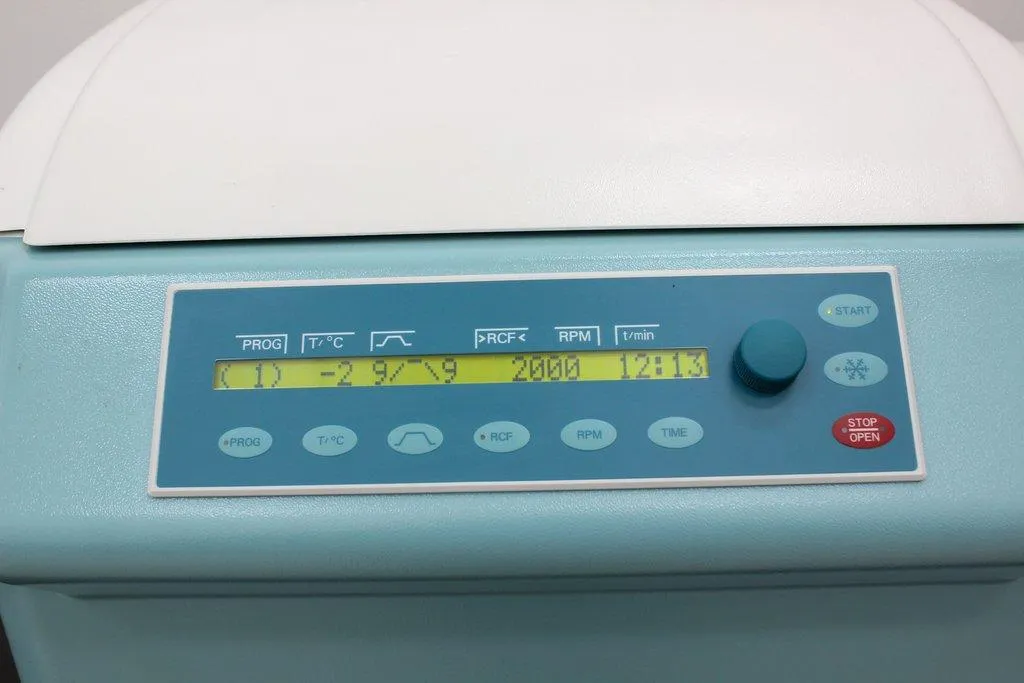 PROG T/°C >RCF< RPM t/min
( 1) -2 9/‾\9 2000 12:13
START
PROG T/°C RCF RPM TIME
STOP
OPEN